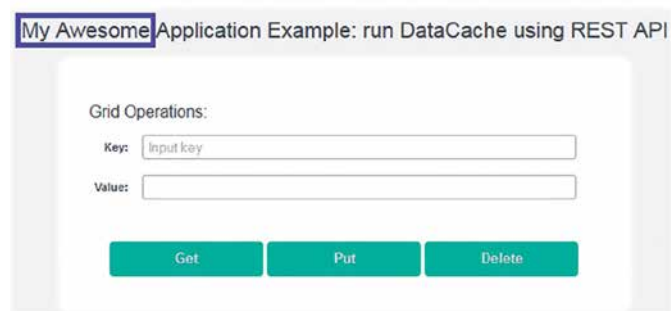 My Awesome Application Example: run DataCache using REST API
Grid Operations:
Key: Input key
Value:
Get Put Delete